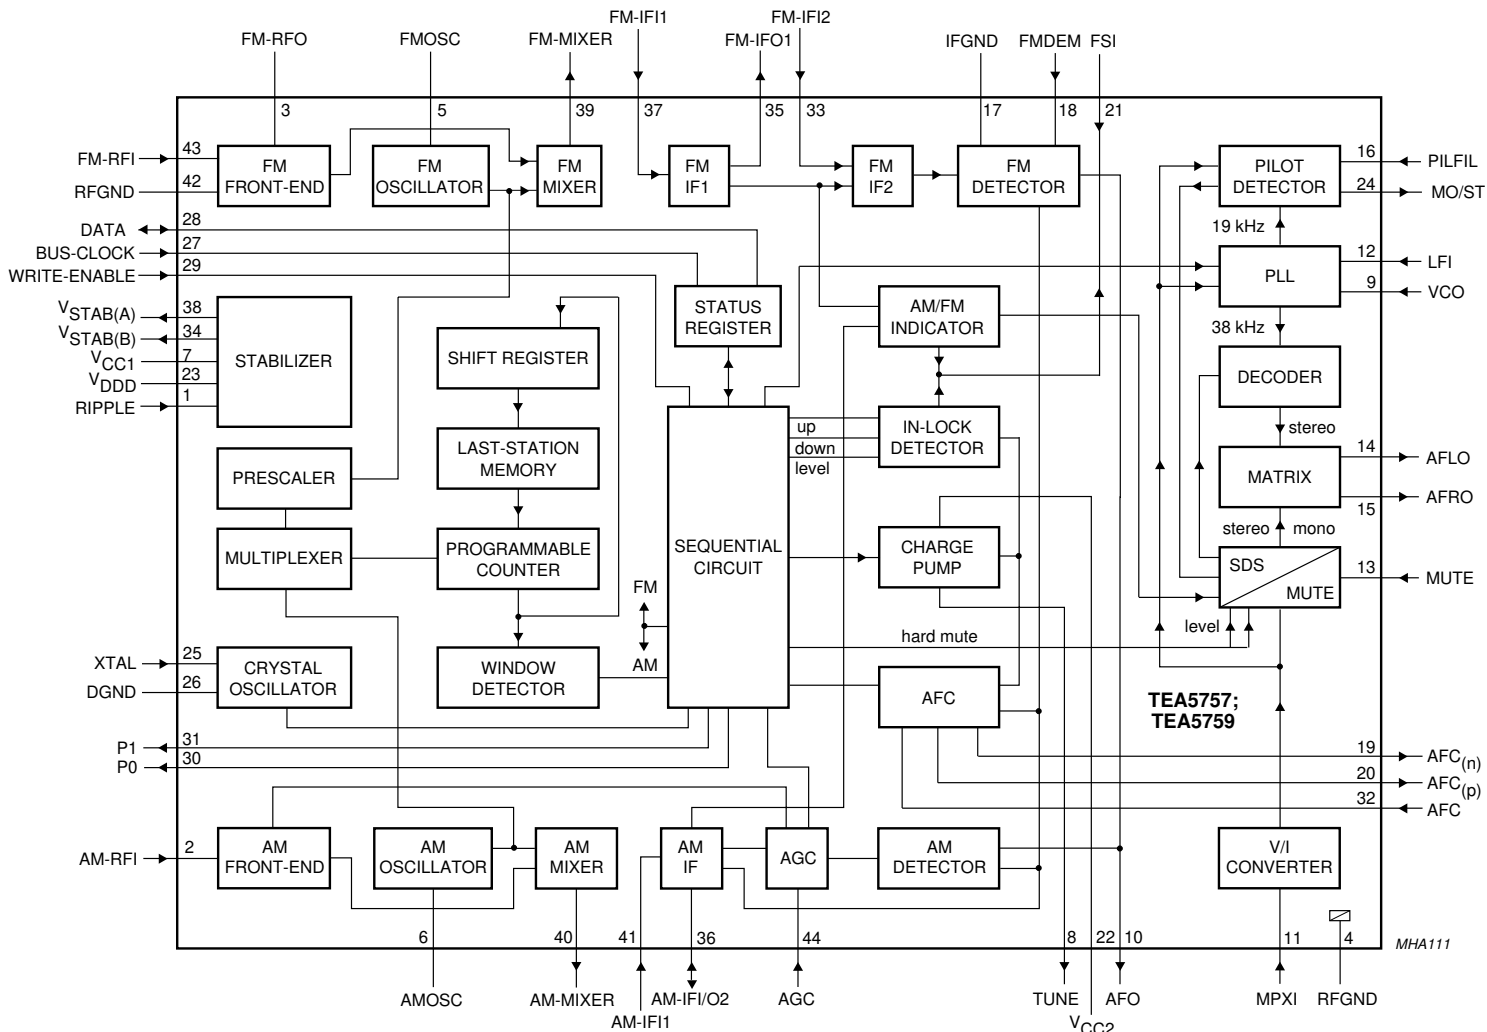 FM-IFI1
FM-IFI2
FM-RFO
FMOSC
FM-MIXER
FM-IFO1
IFGND
FMDEM
FSI
3
5
39
37
35
33
17
18
21
FM-RFI
43
RFGND
42
FM
FRONT-END
FM
OSCILLATOR
FM
MIXER
FM
IF1
FM
IF2
FM
DETECTOR
PILOT
DETECTOR
16
PILFIL
24
MO/ST
DATA
28
BUS-CLOCK
27
WRITE-ENABLE
29
19 kHz
PLL
12
LFI
9
VCO
VSTAB(A)
38
VSTAB(B)
34
VCC1
7
VDDD
23
RIPPLE
1
STABILIZER
STATUS
REGISTER
AM/FM
INDICATOR
38 kHz
SHIFT REGISTER
DECODER
stereo
LAST-STATION
MEMORY
up
down
level
IN-LOCK
DETECTOR
MATRIX
14
AFLO
AFRO
15
PRESCALER
MULTIPLEXER
PROGRAMMABLE
COUNTER
SEQUENTIAL
CIRCUIT
CHARGE
PUMP
stereo
mono
SDS
MUTE
13
MUTE
FM
AM
hard mute
level
XTAL
25
DGND
26
CRYSTAL
OSCILLATOR
WINDOW
DETECTOR
AFC
TEA5757;
TEA5759
P1
31
P0
30
19
AFC(n)
20
AFC(p)
32
AFC
AM-RFI
2
AM
FRONT-END
AM
OSCILLATOR
AM
MIXER
AM
IF
AGC
AM
DETECTOR
V/I
CONVERTER
6
40
41
36
44
8
22
10
11
4
MHA111
AMOSC
AM-MIXER
AM-IFI1
AM-IFI/O2
AGC
TUNE
VCC2
AFO
MPXI
RFGND